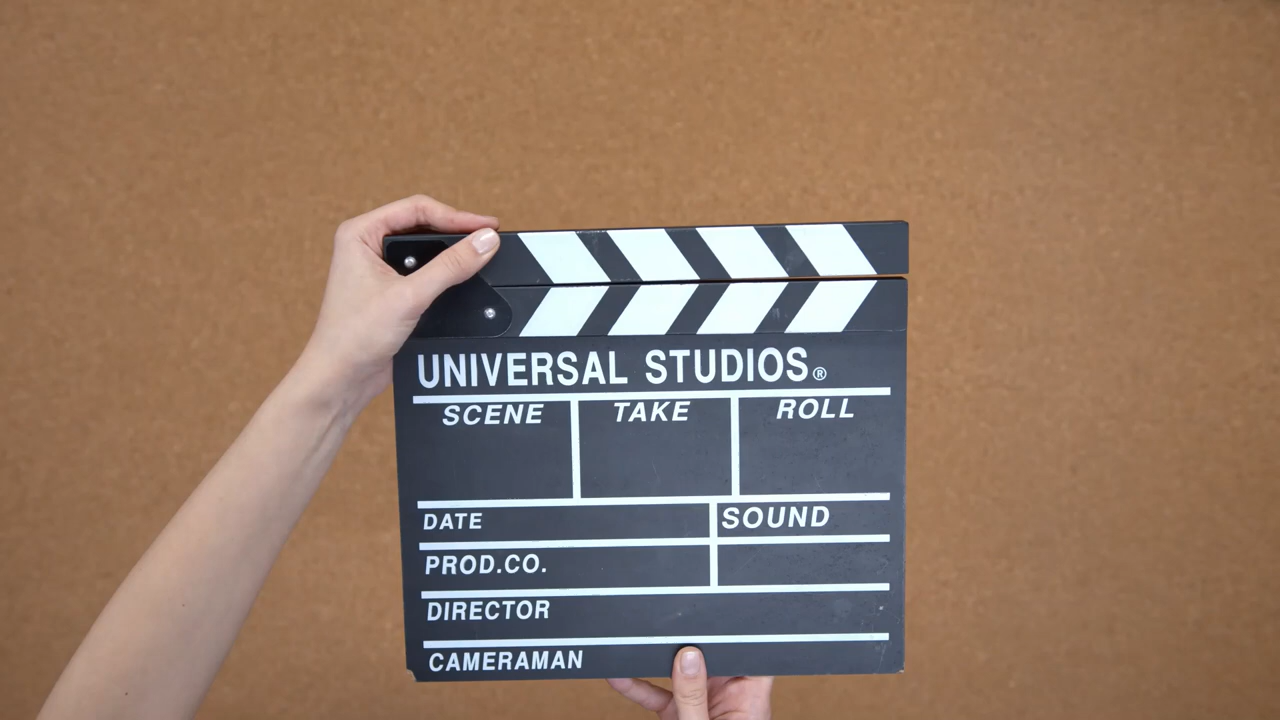 UNIVERSAL STUDIOS®
SCENE TAKE ROLL
DATE SOUND
PROD.CO.
DIRECTOR
CAMERAMAN